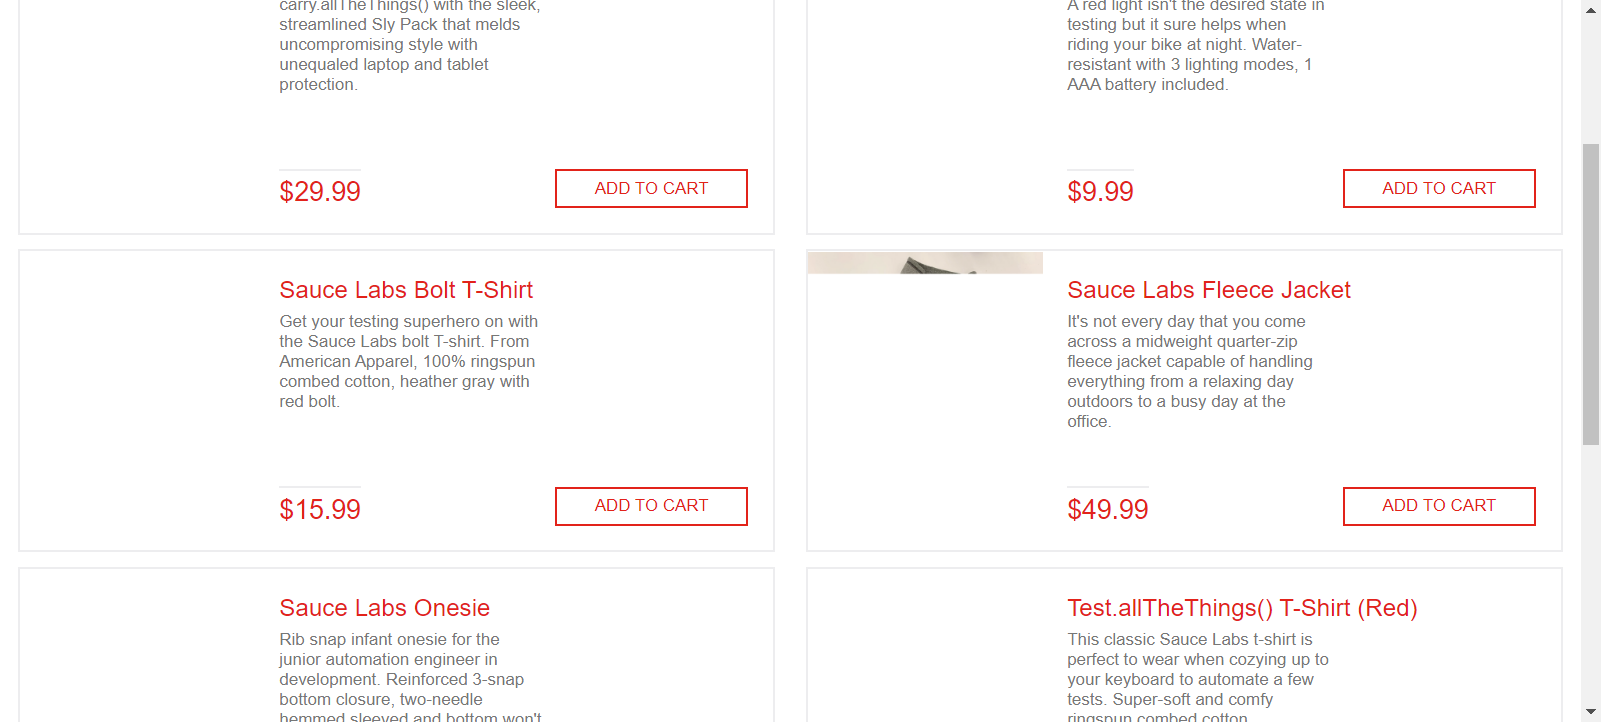 carry.allTheThings() with the sleek,
streamlined Sly Pack that melds
uncompromising style with
unequaled laptop and tablet
protection.
$29.99
ADD TO CART
A red light isn't the desired state in
testing but it sure helps when
riding your bike at night. Water-
resistant with 3 lighting modes, 1
AAA battery included.
$9.99
ADD TO CART
Sauce Labs Bolt T-Shirt
Get your testing superhero on with
the Sauce Labs bolt T-shirt. From
American Apparel, 100% ringspun
combed cotton, heather gray with
red bolt.
$15.99
ADD TO CART
Sauce Labs Fleece Jacket
It's not every day that you come
across a midweight quarter-zip
fleece jacket capable of handling
everything from a relaxing day
outdoors to a busy day at the
office.
$49.99
ADD TO CART
Sauce Labs Onesie
Rib snap infant onesie for the
junior automation engineer in
development. Reinforced 3-snap
bottom closure, two-needle
hemmed sleeved and bottom won't
Test.allTheThings() T-Shirt (Red)
This classic Sauce Labs t-shirt is
perfect to wear when cozying up to
your keyboard to automate a few
tests. Super-soft and comfy
ringspun combed cotton.